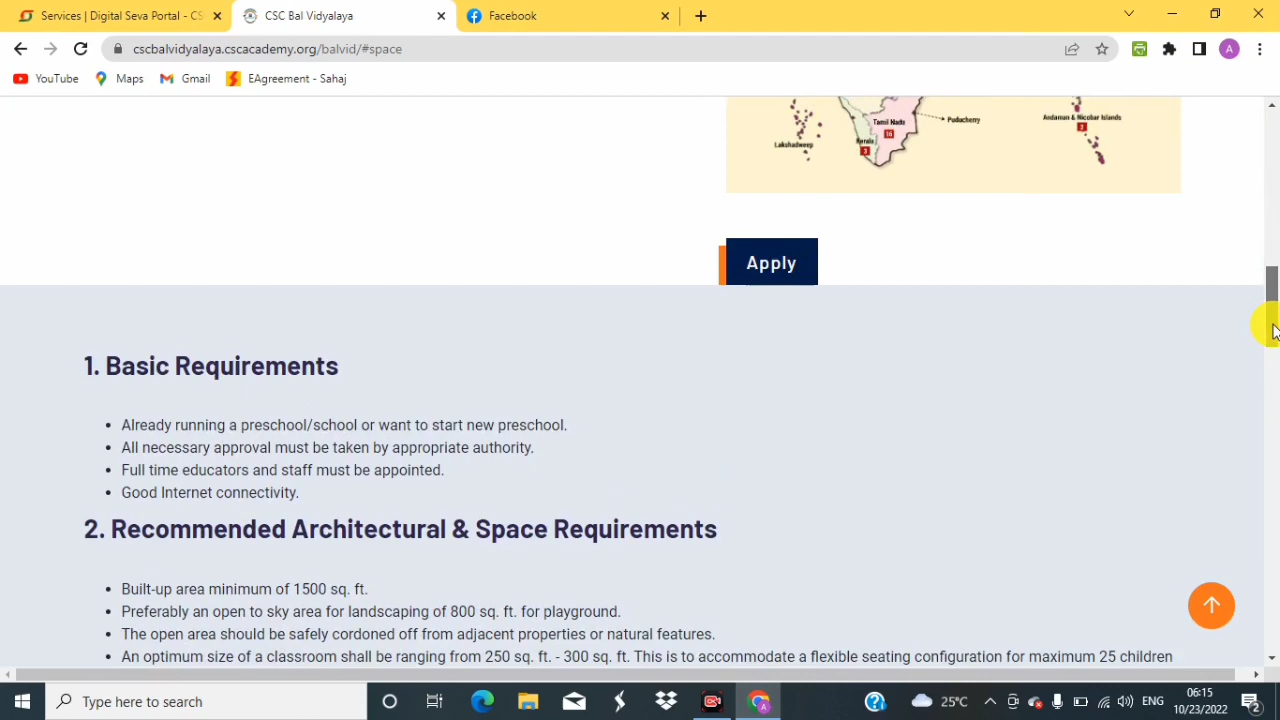 Services | Digital Seva Portal - CS
CSC Bal Vidyalaya
Facebook
cscbalvidyalaya.cscacademy.org/balvid/#space
A
YouTube
Maps
Gmail
EAgreement - Sahaj
Lakshadweep
Kerala
3
Tamil Nadu
16
Puducherry
Andaman & Nicobar Islands
3
Apply
1. Basic Requirements
• Already running a preschool/school or want to start new preschool.
• All necessary approval must be taken by appropriate authority.
• Full time educators and staff must be appointed.
• Good Internet connectivity.
2. Recommended Architectural & Space Requirements
• Built-up area minimum of 1500 sq. ft.
• Preferably an open to sky area for landscaping of 800 sq. ft. for playground.
• The open area should be safely cordoned off from adjacent properties or natural features.
• An optimum size of a classroom shall be ranging from 250 sq. ft. - 300 sq. ft. This is to accommodate a flexible seating configuration for maximum 25 children
Type here to search
25°C
ENG
06:15
10/23/2022
2